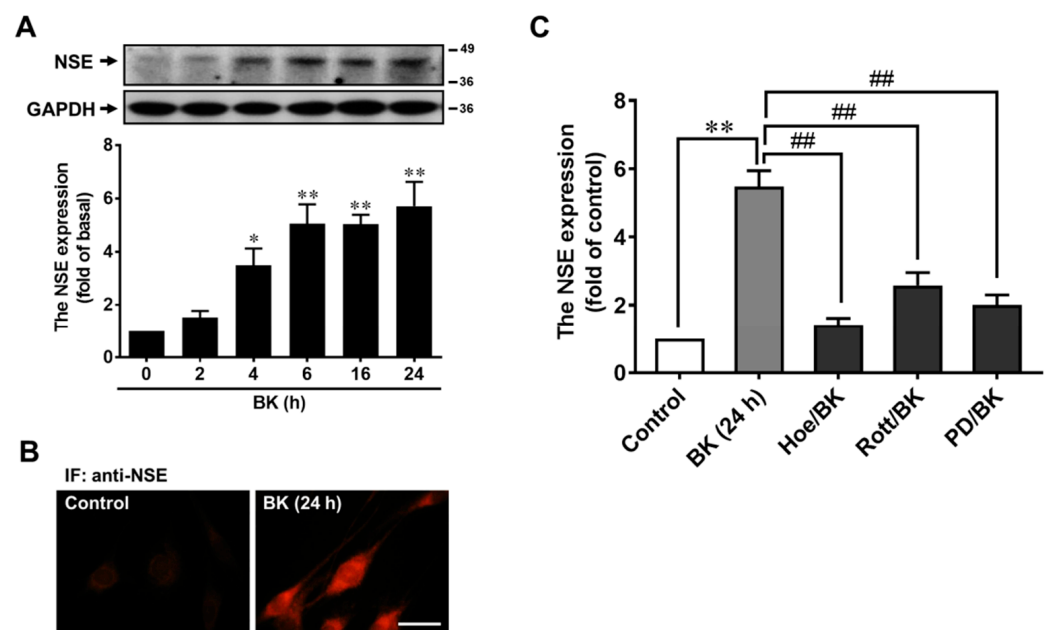 A
NSE
49
36
GAPDH
36
The NSE expression
(fold of basal)
8
6
4
2
0
*
**
**
**
0 2 4 6 16 24
BK (h)
B
IF: anti-NSE
Control
BK (24 h)
C
The NSE expression
(fold of control)
8
6
4
2
0
**
##
##
##
Control
BK (24 h)
Hoe/BK
Rott/BK
PD/BK